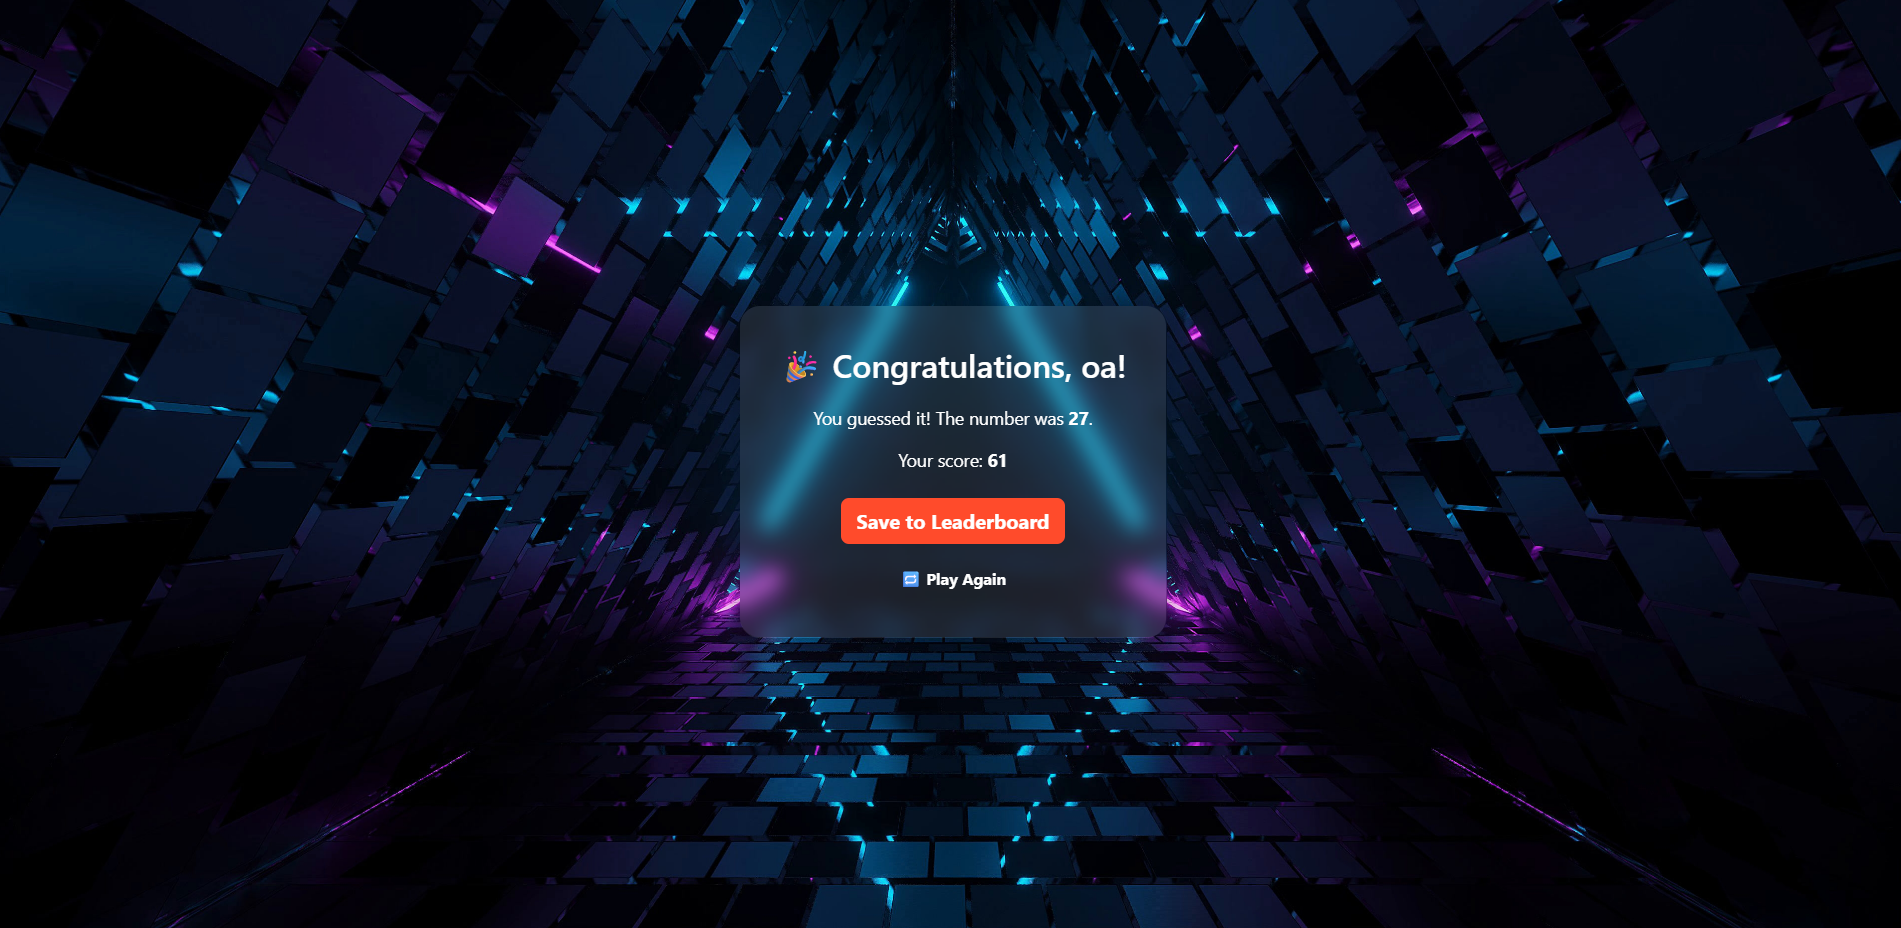 🎉 Congratulations, oa!
You guessed it! The number was 27.
Your score: 61
Save to Leaderboard
🔁 Play Again